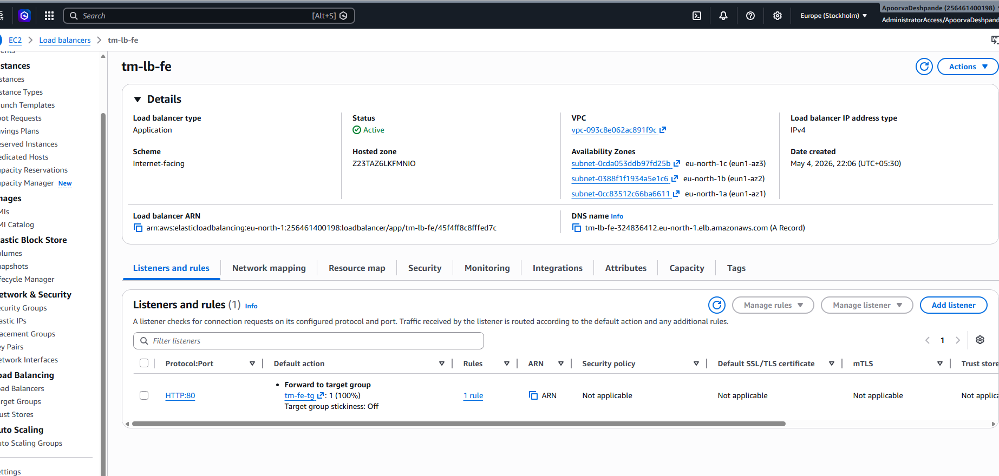 Search [Alt+S]
Europe (Stockholm)
ApoorvaDeshpande (256461400198)
AdministratorAccess/ApoorvaDeshpand
EC2 > Load balancers > tm-lb-fe
stances
stances
stance Types
unch Templates
ot Requests
vings Plans
eserved Instances
edicated Hosts
pacity Reservations
pacity Manager New
nages
MIs
MI Catalog
astic Block Store
olumes
napshots
fecycle Manager
etwork & Security
ecurity Groups
astic IPs
acement Groups
ey Pairs
etwork Interfaces
oad Balancing
oad Balancers
rget Groups
ust Stores
uto Scaling
uto Scaling Groups
ettings
tm-lb-fe
Actions
Details
Load balancer type
Application
Status
Active
VPC
vpc-093c8e062ac891f9c
Load balancer IP address type
IPv4
Scheme
Internet-facing
Hosted zone
Z23TAZ6LKFMNIO
Availability Zones
subnet-0cda053ddb97fd25b eu-north-1c (eun1-az3)
subnet-0388f1f1934a5e1c6 eu-north-1b (eun1-az2)
subnet-0cc83512c66ba6611 eu-north-1a (eun1-az1)
Date created
May 4, 2026, 22:06 (UTC+05:30)
Load balancer ARN
arn:aws:elasticloadbalancing:eu-north-1:256461400198:loadbalancer/app/tm-lb-fe/45f4ff8c8fffed7c
DNS name Info
tm-lb-fe-324836412.eu-north-1.elb.amazonaws.com (A Record)
Listeners and rules Network mapping Resource map Security Monitoring Integrations Attributes Capacity Tags
Listeners and rules (1) Info
Manage rules Manage listener Add listener
A listener checks for connection requests on its configured protocol and port. Traffic received by the listener is routed according to the default action and any additional rules.
Filter listeners
1
Protocol:Port Default action Rules ARN Security policy Default SSL/TLS certificate mTLS Trust store
• Forward to target group
HTTP:80 tm-fe-tg : 1 (100%) 1 rule ARN Not applicable Not applicable Not applicable Not applica
Target group stickiness: Off